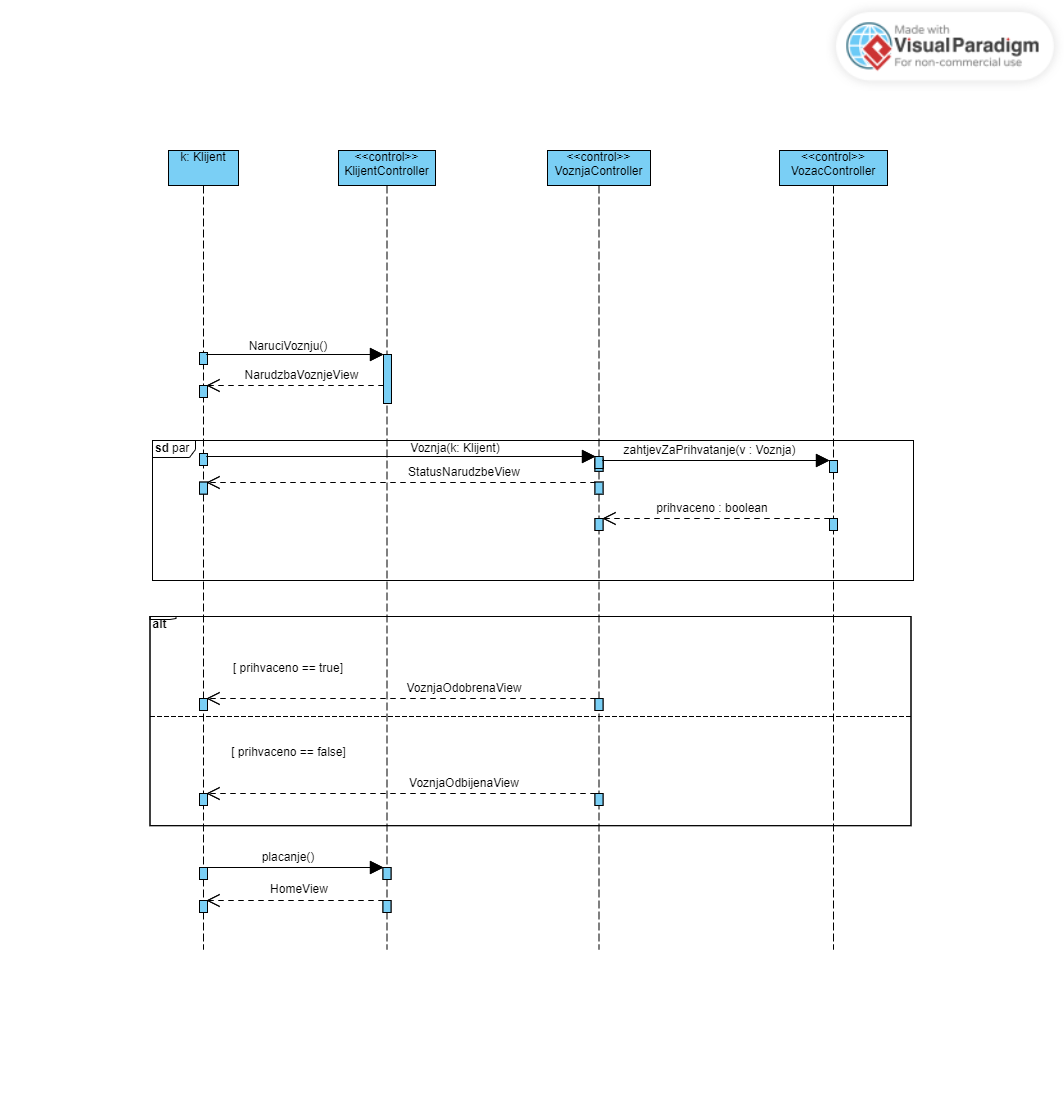 Made with
Visual Paradigm
For non-commercial use
k: Klijent
<<control>>
KlijentController
<<control>>
VoznjaController
<<control>>
VozacController
NaruciVoznju()
NarudzbaVoznjeView
sd par
Voznja(k: Klijent)
zahtjevZaPrihvatanje(v : Voznja)
StatusNarudzbeView
prihvaceno : boolean
alt
[ prihvaceno == true]
VoznjaOdobrenaView
[ prihvaceno == false]
VoznjaOdbijenaView
placanje()
HomeView